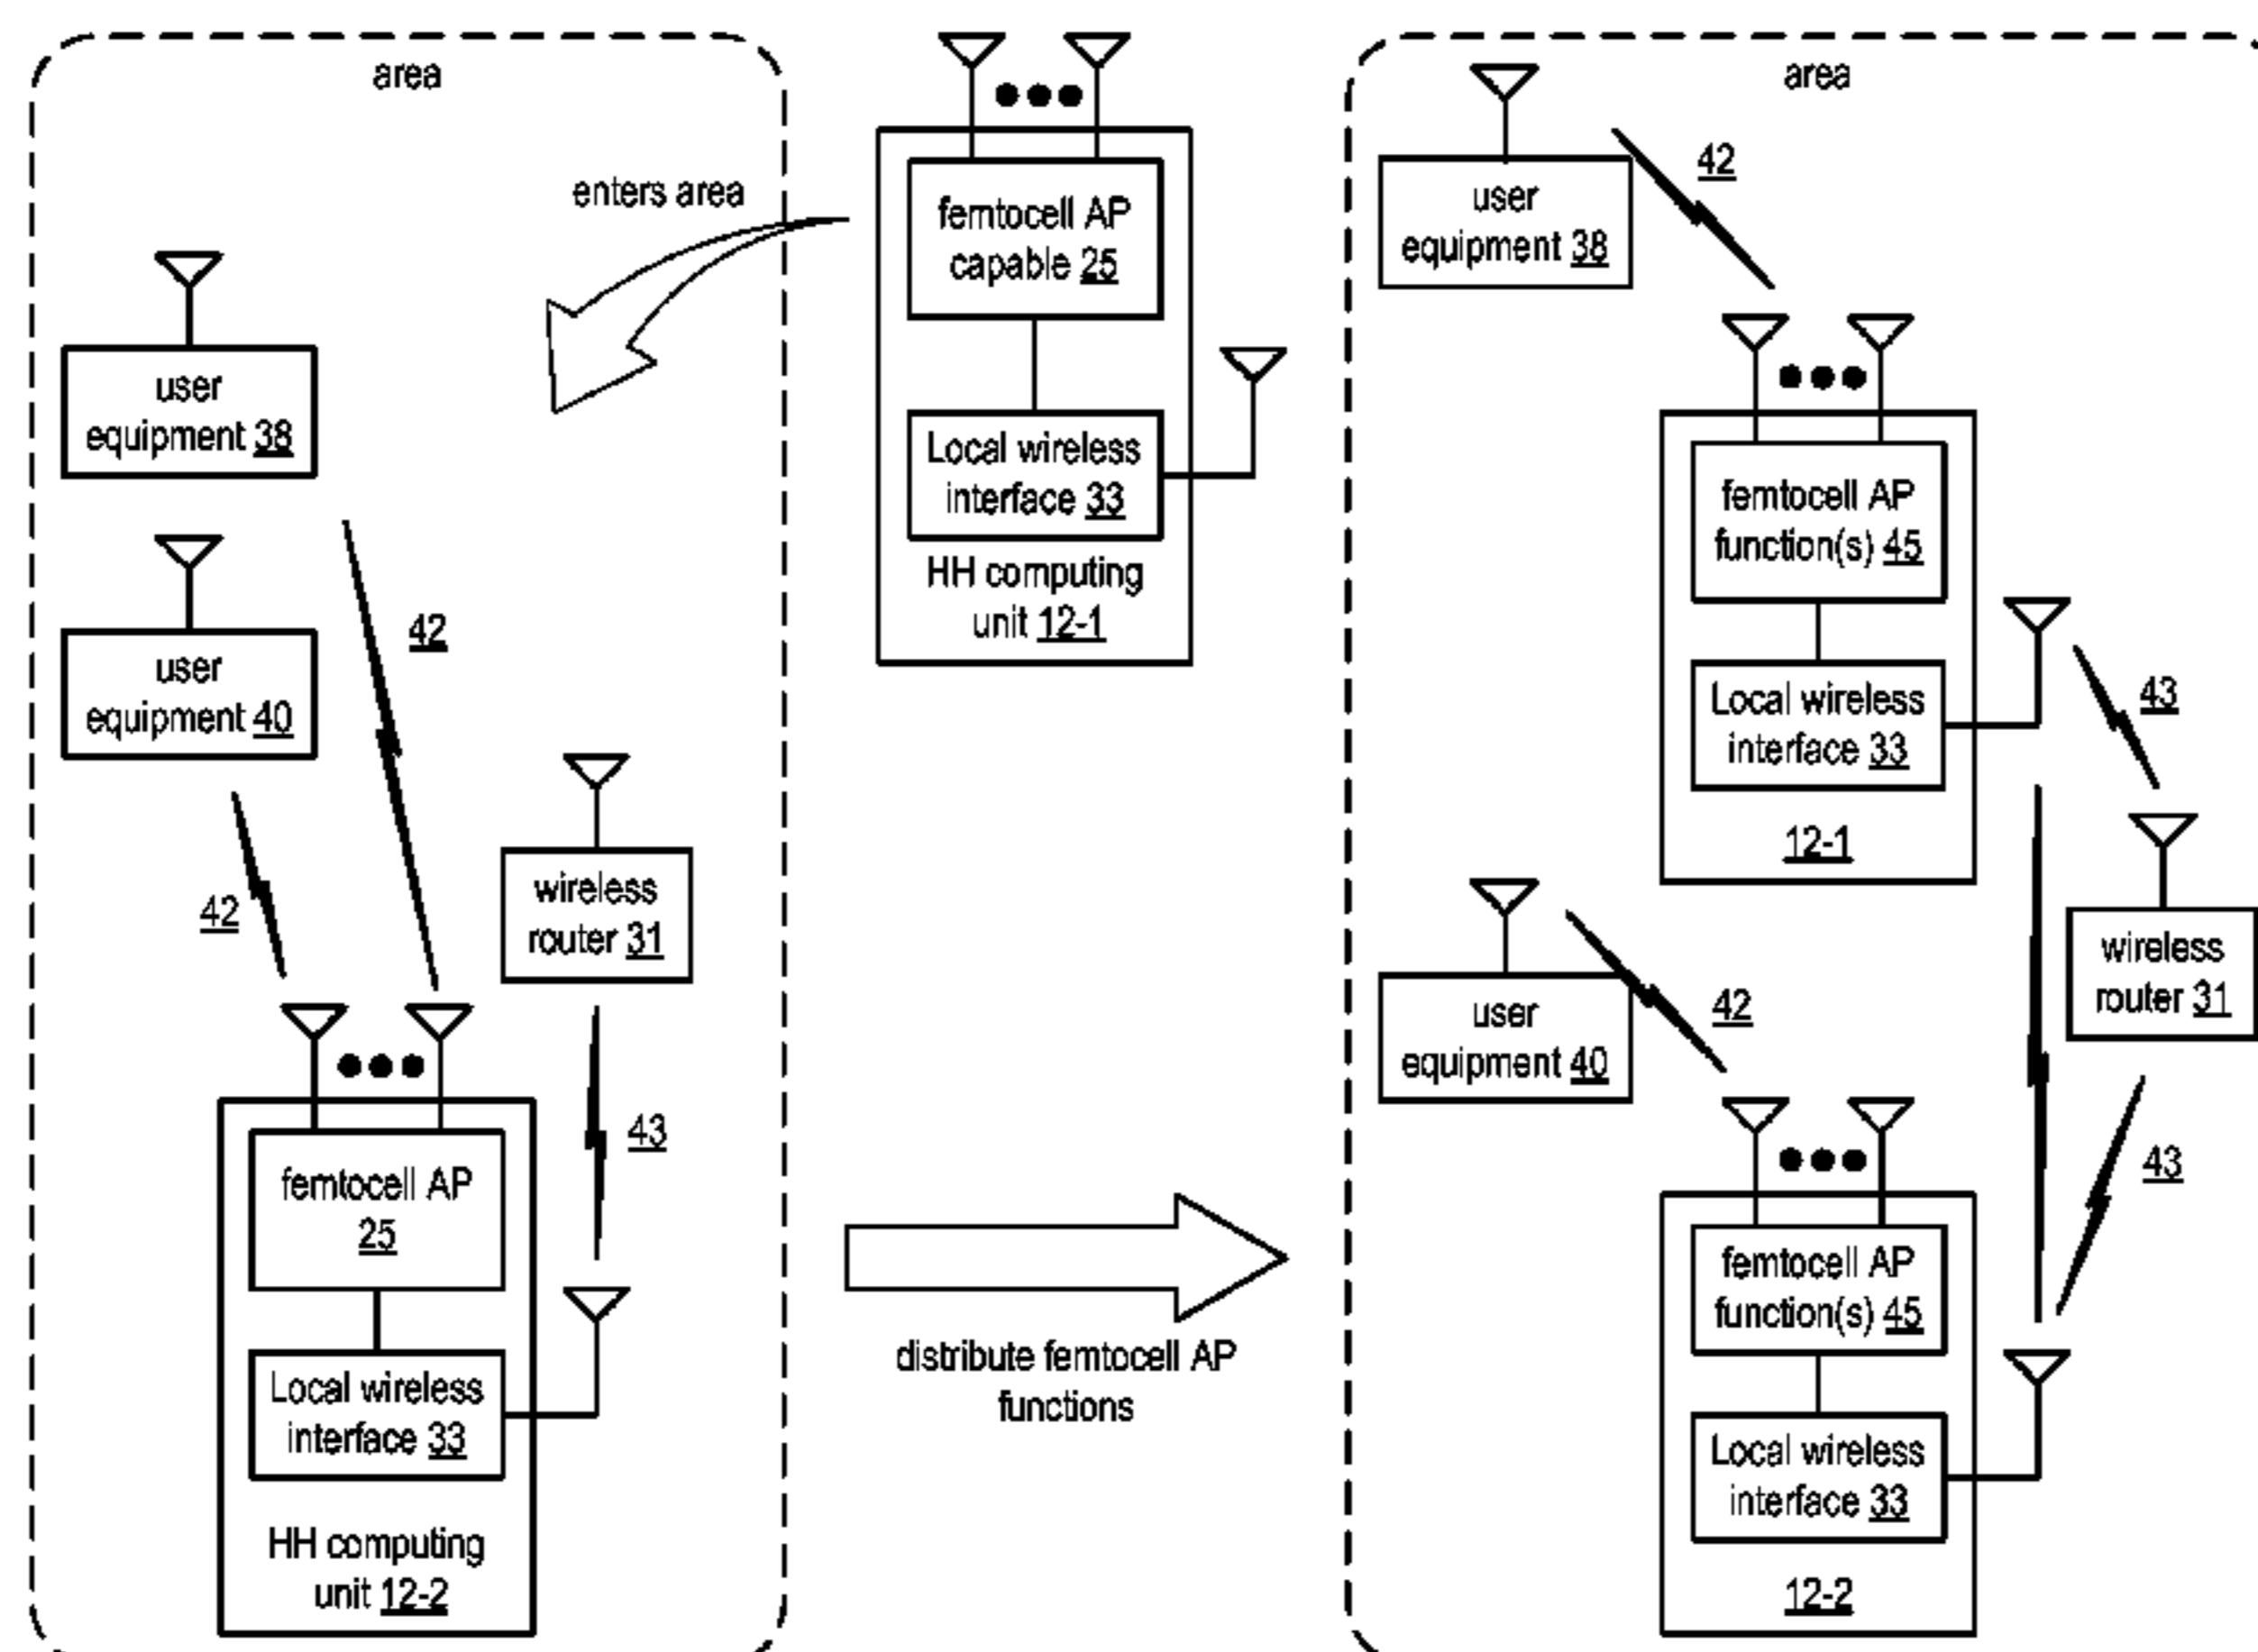 area
user
equipment 38
user
equipment 40
42
42
wireless
router 31
43
femtocell AP
25
Local wireless
interface 33
HH computing
unit 12-2
enters area
femtocell AP
capable 25
Local wireless
interface 33
HH computing
unit 12-1
distribute femtocell AP
functions
area
user
equipment 38
42
femtocell AP
function(s) 45
Local wireless
interface 33
12-1
43
wireless
router 31
user
equipment 40
42
43
femtocell AP
function(s) 45
Local wireless
interface 33
12-2